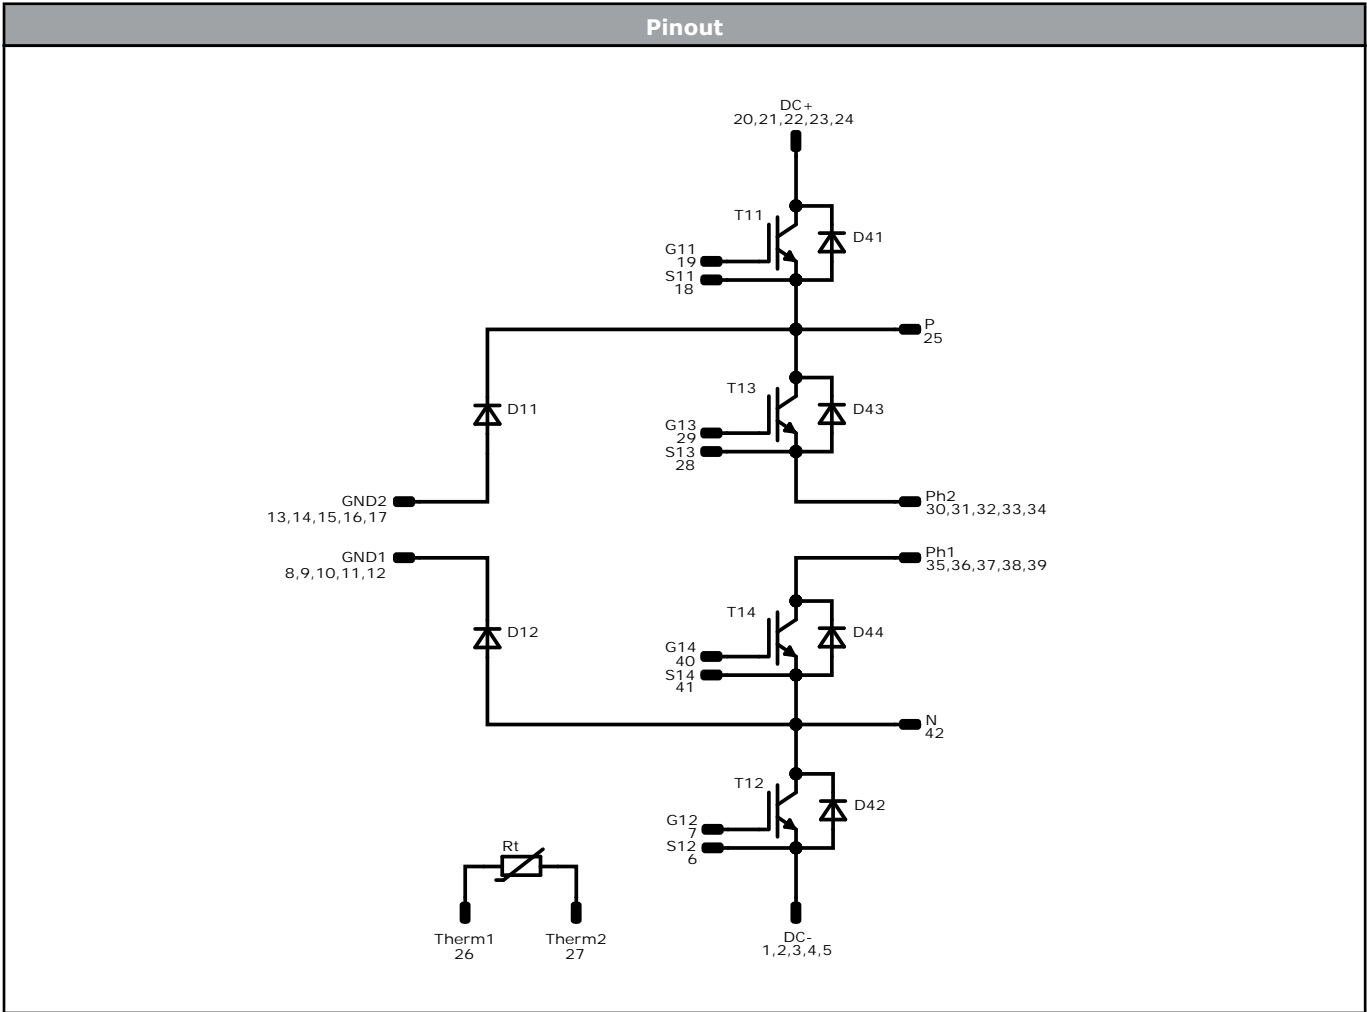 Pinout
DC+
20,21,22,23,24
T11
D41
G11
19
S11
18
P
25
T13
D43
D11
G13
29
S13
28
GND2
13,14,15,16,17
Ph2
30,31,32,33,34
GND1
8,9,10,11,12
Ph1
35,36,37,38,39
T14
D44
D12
G14
40
S14
41
N
42
T12
D42
G12
7
S12
6
Rt
Therm1
26
Therm2
27
DC-
1,2,3,4,5